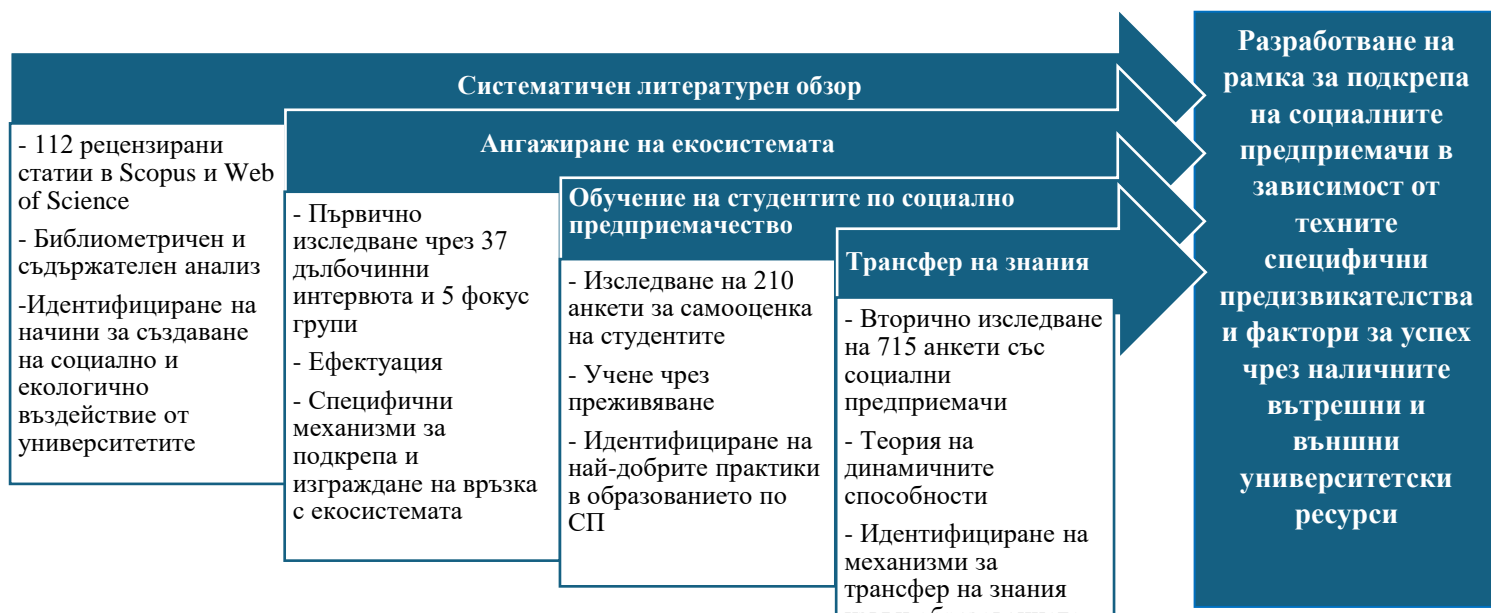 Систематичен литературен обзор
- 112 рецензирани
статии в Scopus и Web
of Science
- Библиометричен и
съдържателен анализ
-Идентифициране на
начини за създаване
на социално и
екологично
въздействие от
университетите
Ангажиране на екосистемата
- Първично
изследване чрез 37
дълбочинни
интервюта и 5 фокус
групи
- Ефектуация
- Специфични
механизми за
подкрепа и
изграждане на връзка
с екосистемата
Обучение на студентите по социално
предприемачество
- Изследване на 210
анкети за самооценка
на студентите
- Учене чрез
преживяване
- Идентифициране на
най-добрите практики
в образованието по
СП
Трансфер на знания
- Вторично изследване
на 715 анкети със
социални
предприемачи
- Теория на
динамичните
способности
- Идентифициране на
механизми за
трансфер на знания
Разработване на
рамка за подкрепа
на социалните
предприемачи в
зависимост от
техните
специфични
предизвикателства
и фактори за успех
чрез наличните
вътрешни и
външни
университетски
ресурси